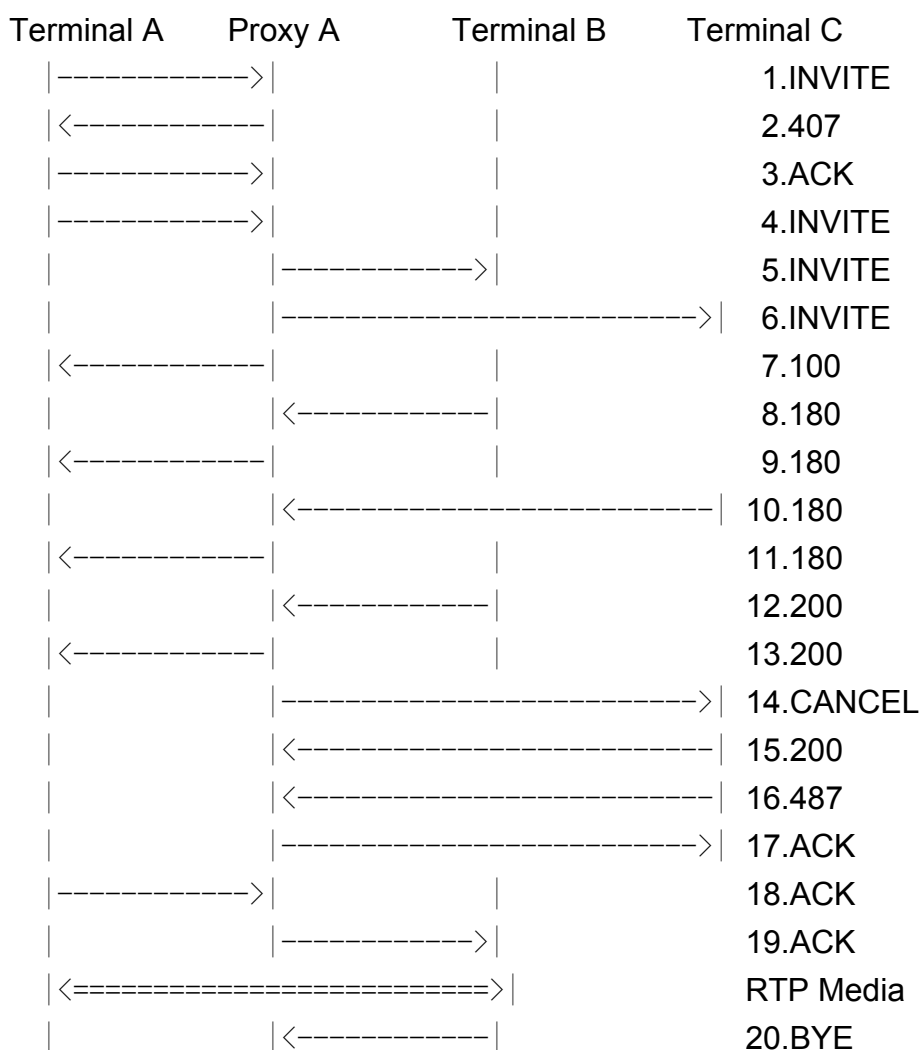 Terminal A Proxy A Terminal B Terminal C
|------------>| | 1.INVITE
|<------------| | 2.407
|------------>| | 3.ACK
|------------>| | 4.INVITE
| |------------>| 5.INVITE
| |--------------------------->| 6.INVITE
|<------------| | 7.100
| |<------------| 8.180
|<------------| | 9.180
| |<---------------------------| 10.180
|<------------| | 11.180
| |<------------| 12.200
|<------------| | 13.200
| |--------------------------->| 14.CANCEL
| |<---------------------------| 15.200
| |<---------------------------| 16.487
| |--------------------------->| 17.ACK
|------------>| | 18.ACK
| |------------>| 19.ACK
|<==========================>| RTP Media
| |<------------| 20.BYE